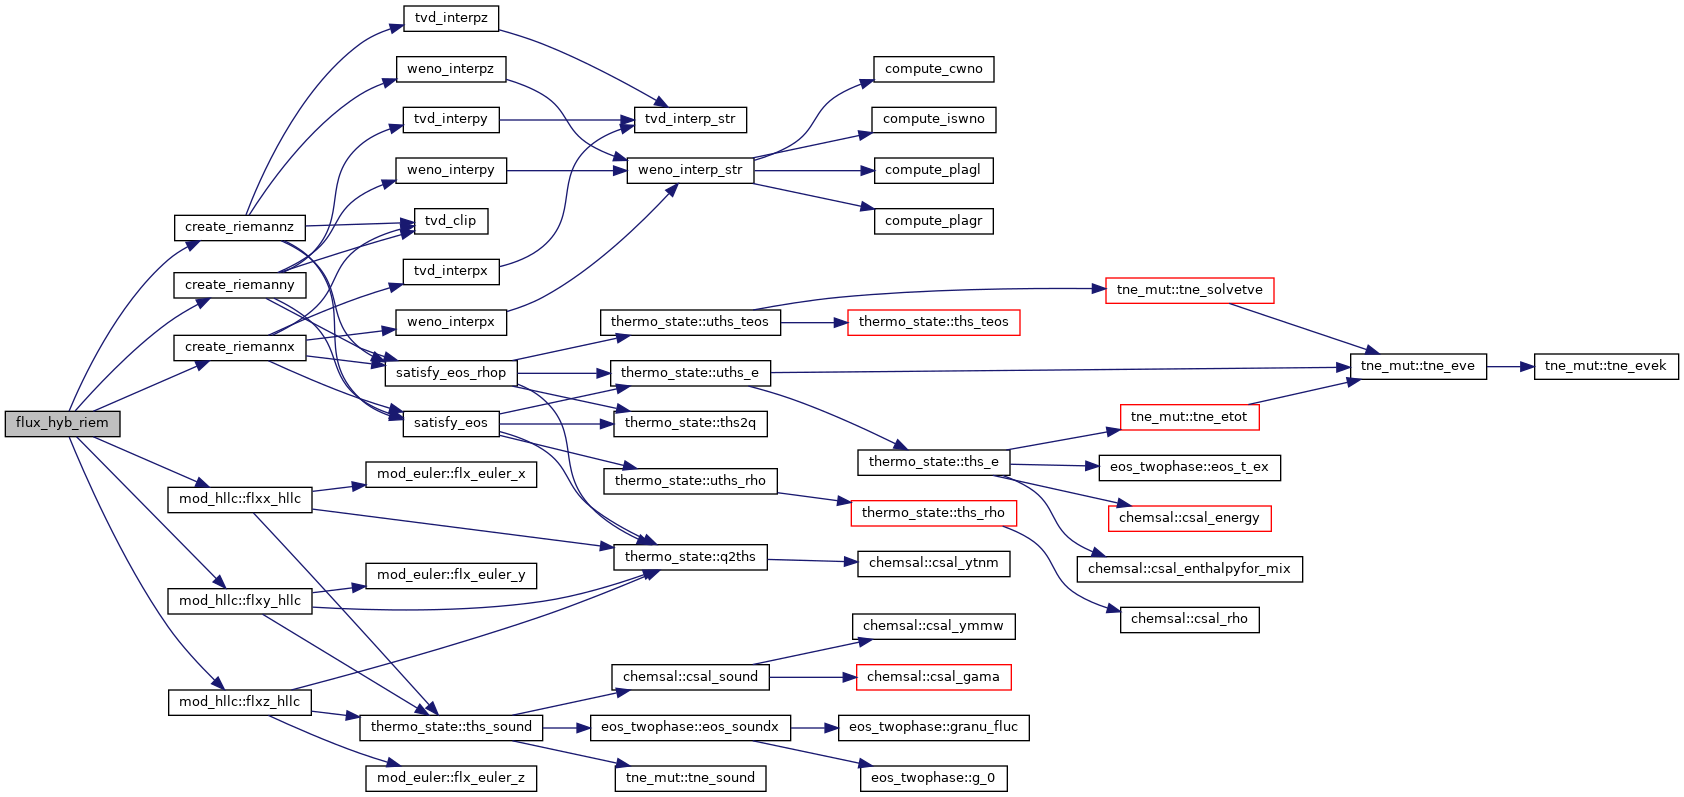 tvd_interpz
weno_interpz
compute_cwno
tvd_interpy
tvd_interp_str
compute_iswno
weno_interpy
weno_interp_str
compute_plagl
create_riemannz
tvd_clip
compute_plagr
create_riemanny
tvd_interpx
tne_mut::tne_solvetve
create_riemannx
weno_interpx
thermo_state::uths_teos
thermo_state::ths_teos
satisfy_eos_rhop
thermo_state::uths_e
tne_mut::tne_eve
tne_mut::tne_evek
flux_hyb_riem
satisfy_eos
thermo_state::ths2q
tne_mut::tne_etot
mod_euler::flx_euler_x
thermo_state::uths_rho
thermo_state::ths_e
eos_twophase::eos_t_ex
mod_hllc::flxx_hllc
thermo_state::ths_rho
chemsal::csal_energy
thermo_state::q2ths
chemsal::csal_ytnm
chemsal::csal_enthalpyfor_mix
mod_euler::flx_euler_y
mod_hllc::flxy_hllc
chemsal::csal_ymmw
chemsal::csal_rho
mod_hllc::flxz_hllc
chemsal::csal_sound
chemsal::csal_gama
thermo_state::ths_sound
eos_twophase::eos_soundx
eos_twophase::granu_fluc
mod_euler::flx_euler_z
tne_mut::tne_sound
eos_twophase::g_0